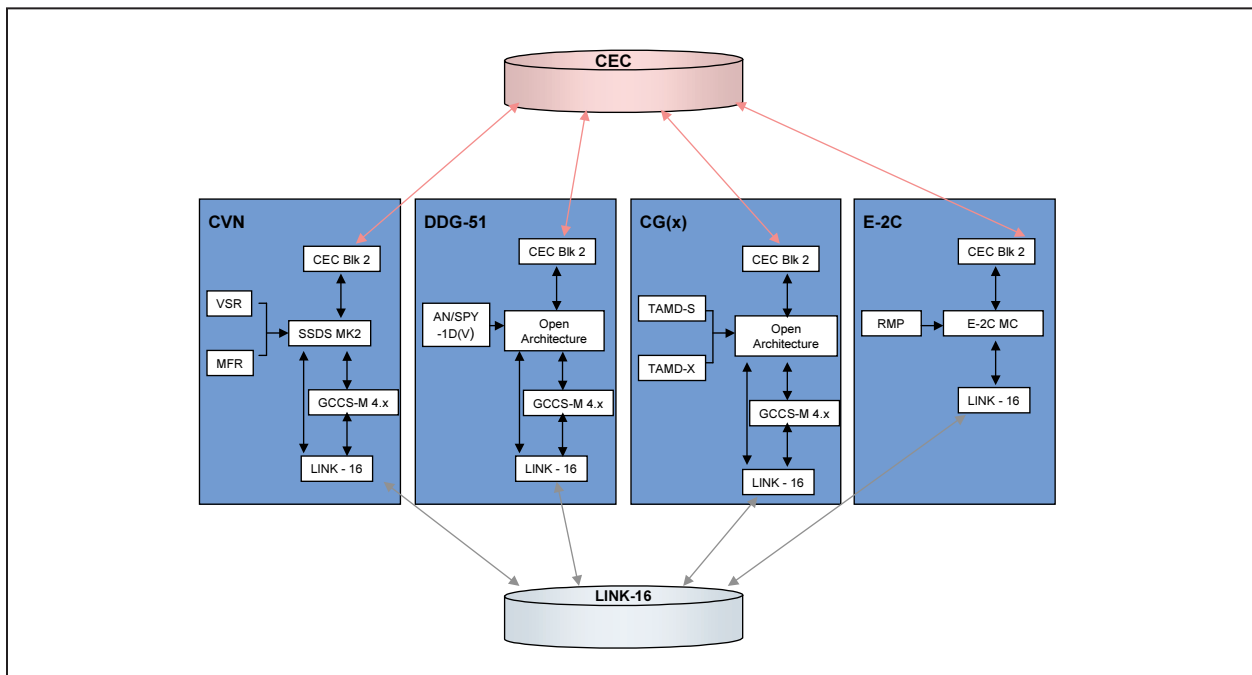 CEC
CVN
CEC Blk 2
VSR
SSDS MK2
MFR
GCCS-M 4.x
LINK - 16
DDG-51
CEC Blk 2
AN/SPY
-1D(V)
Open
Architecture
GCCS-M 4.x
LINK - 16
CG(x)
CEC Blk 2
TAMD-S
Open
Architecture
TAMD-X
GCCS-M 4.x
LINK - 16
E-2C
CEC Blk 2
RMP
E-2C MC
LINK - 16
LINK-16